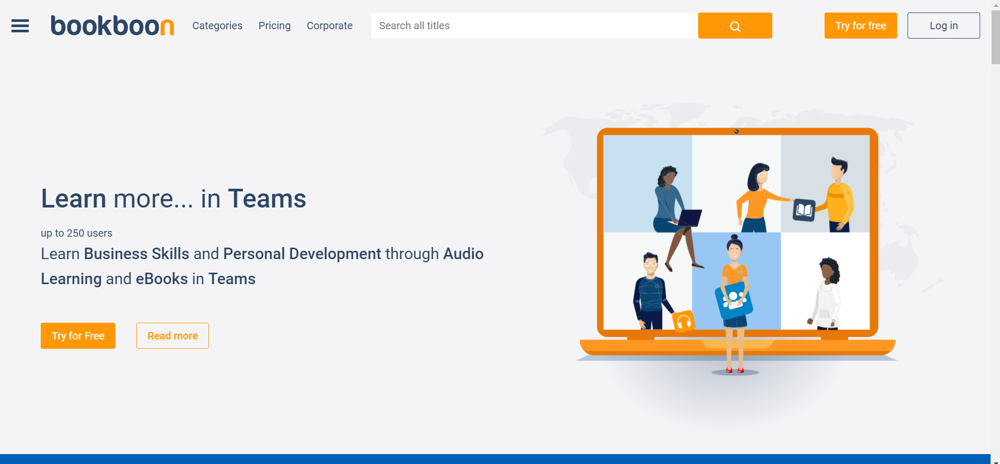 bookboon
Categories
Pricing
Corporate
Search all titles
Try for free
Log in
Learn more... in Teams
up to 250 users
Learn Business Skills and Personal Development through Audio
Learning and eBooks in Teams
Try for Free
Read more